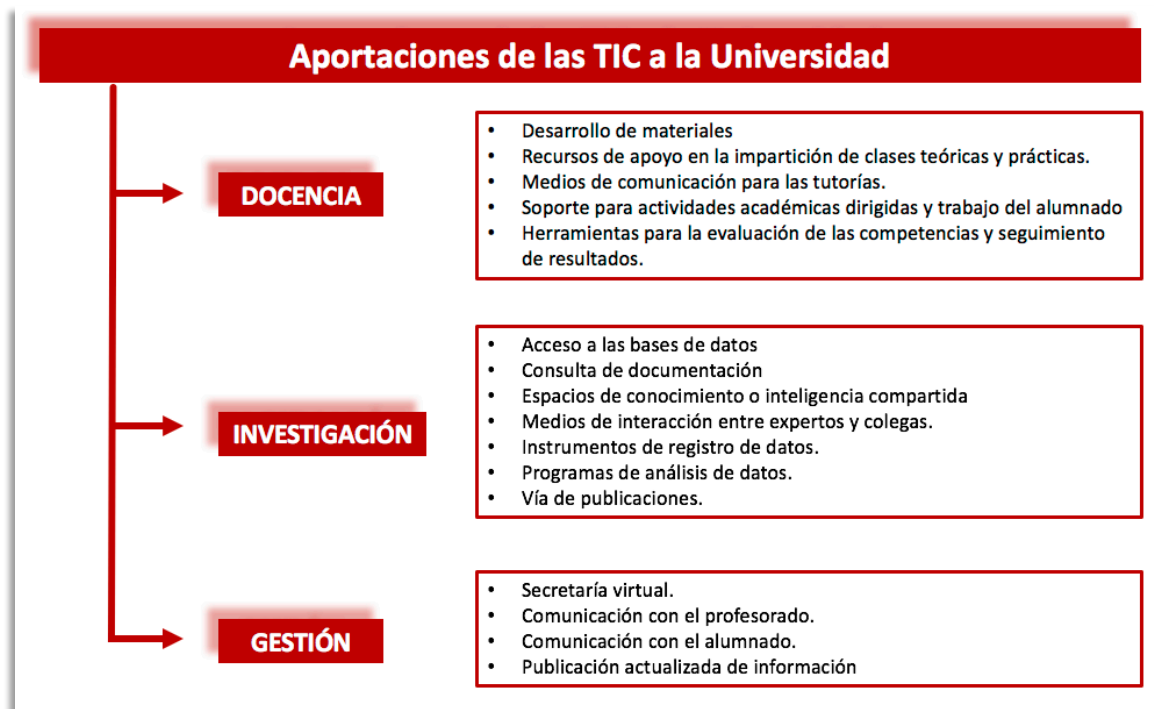 Aportaciones de las TIC a la Universidad
DOCENCIA
• Desarrollo de materiales
• Recursos de apoyo en la impartición de clases teóricas y prácticas.
• Medios de comunicación para las tutorías.
• Soporte para actividades académicas dirigidas y trabajo del alumnado
• Herramientas para la evaluación de las competencias y seguimiento
de resultados.
INVESTIGACIÓN
• Acceso a las bases de datos
• Consulta de documentación
• Espacios de conocimiento o inteligencia compartida
• Medios de interacción entre expertos y colegas.
• Instrumentos de registro de datos.
• Programas de análisis de datos.
• Vía de publicaciones.
GESTIÓN
• Secretaría virtual.
• Comunicación con el profesorado.
• Comunicación con el alumnado.
• Publicación actualizada de información